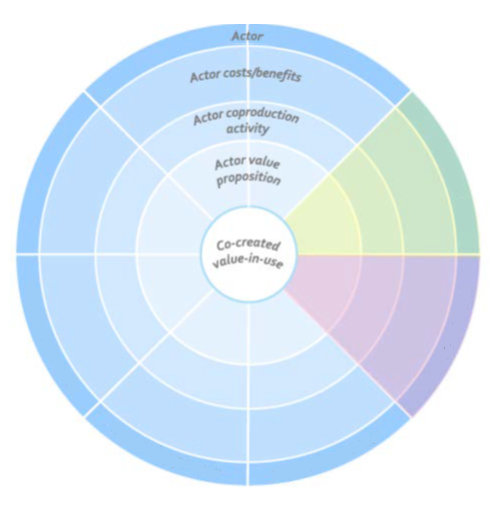 Actor
Actor costs/benefits
Actor coproduction
activity
Actor value
proposition
Co-created
value-in-use